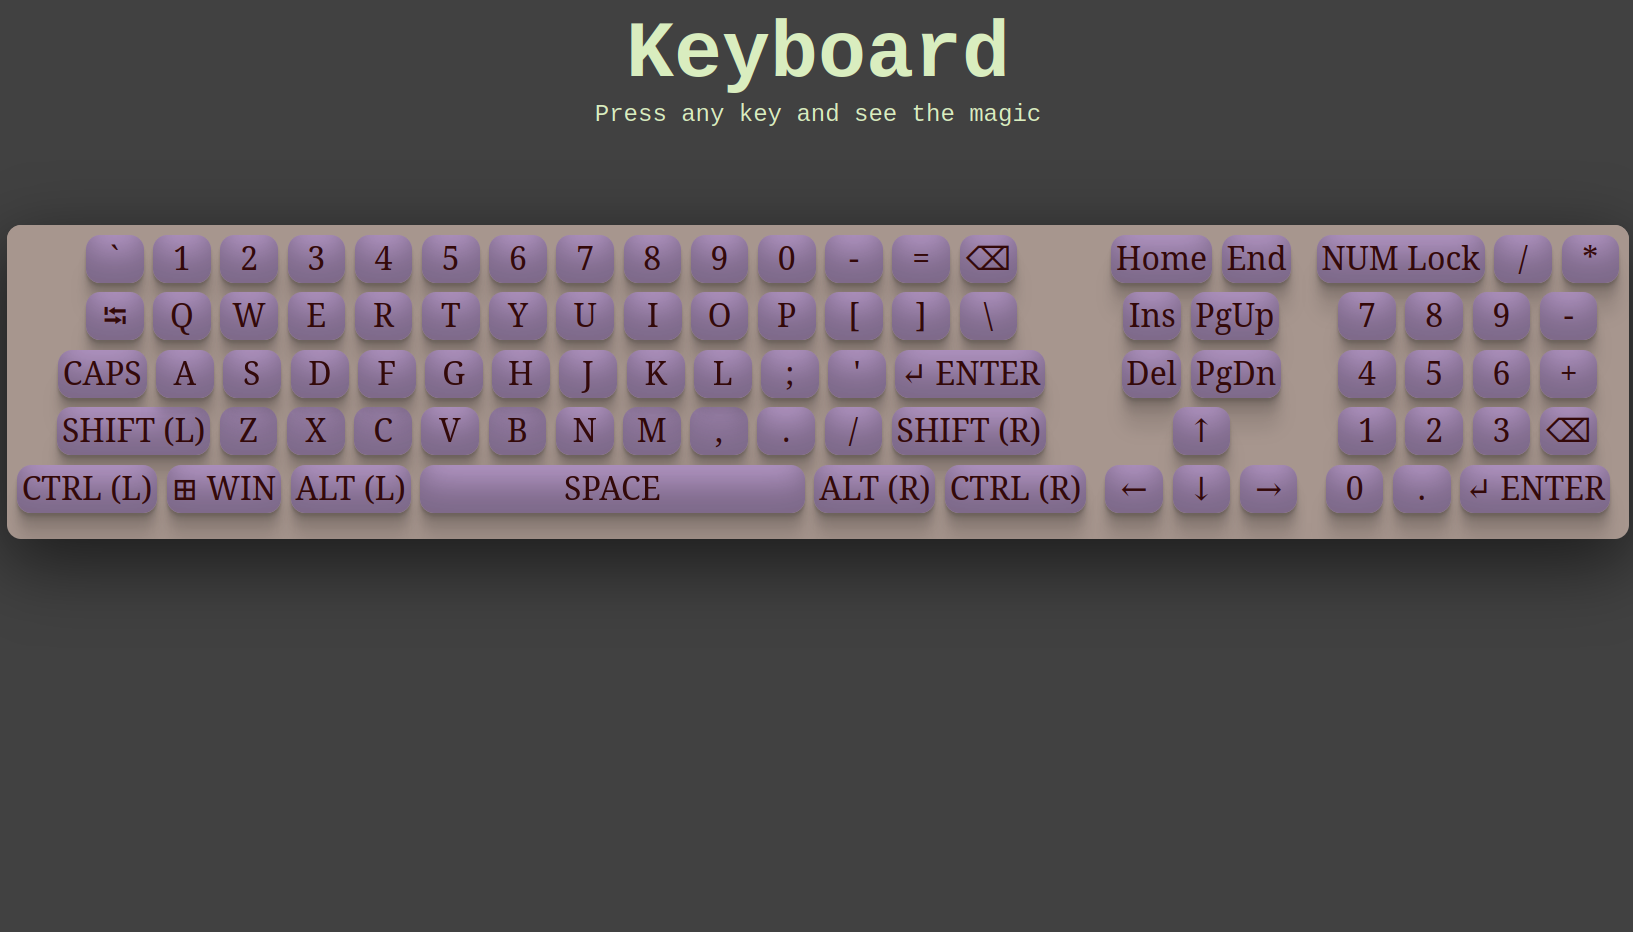 Keyboard
Press any key and see the magic
` 1 2 3 4 5 6 7 8 9 0 - = ⌫ Home End NUM Lock / *
⭾ Q W E R T Y U I O P [ ] \ Ins PgUp 7 8 9 -
CAPS A S D F G H J K L ; ' ↵ ENTER Del PgDn 4 5 6 +
SHIFT (L) Z X C V B N M , . / SHIFT (R) ↑ 1 2 3 ⌫
CTRL (L) ⊞ WIN ALT (L) SPACE ALT (R) CTRL (R) ← ↓ → 0 . ↵ ENTER